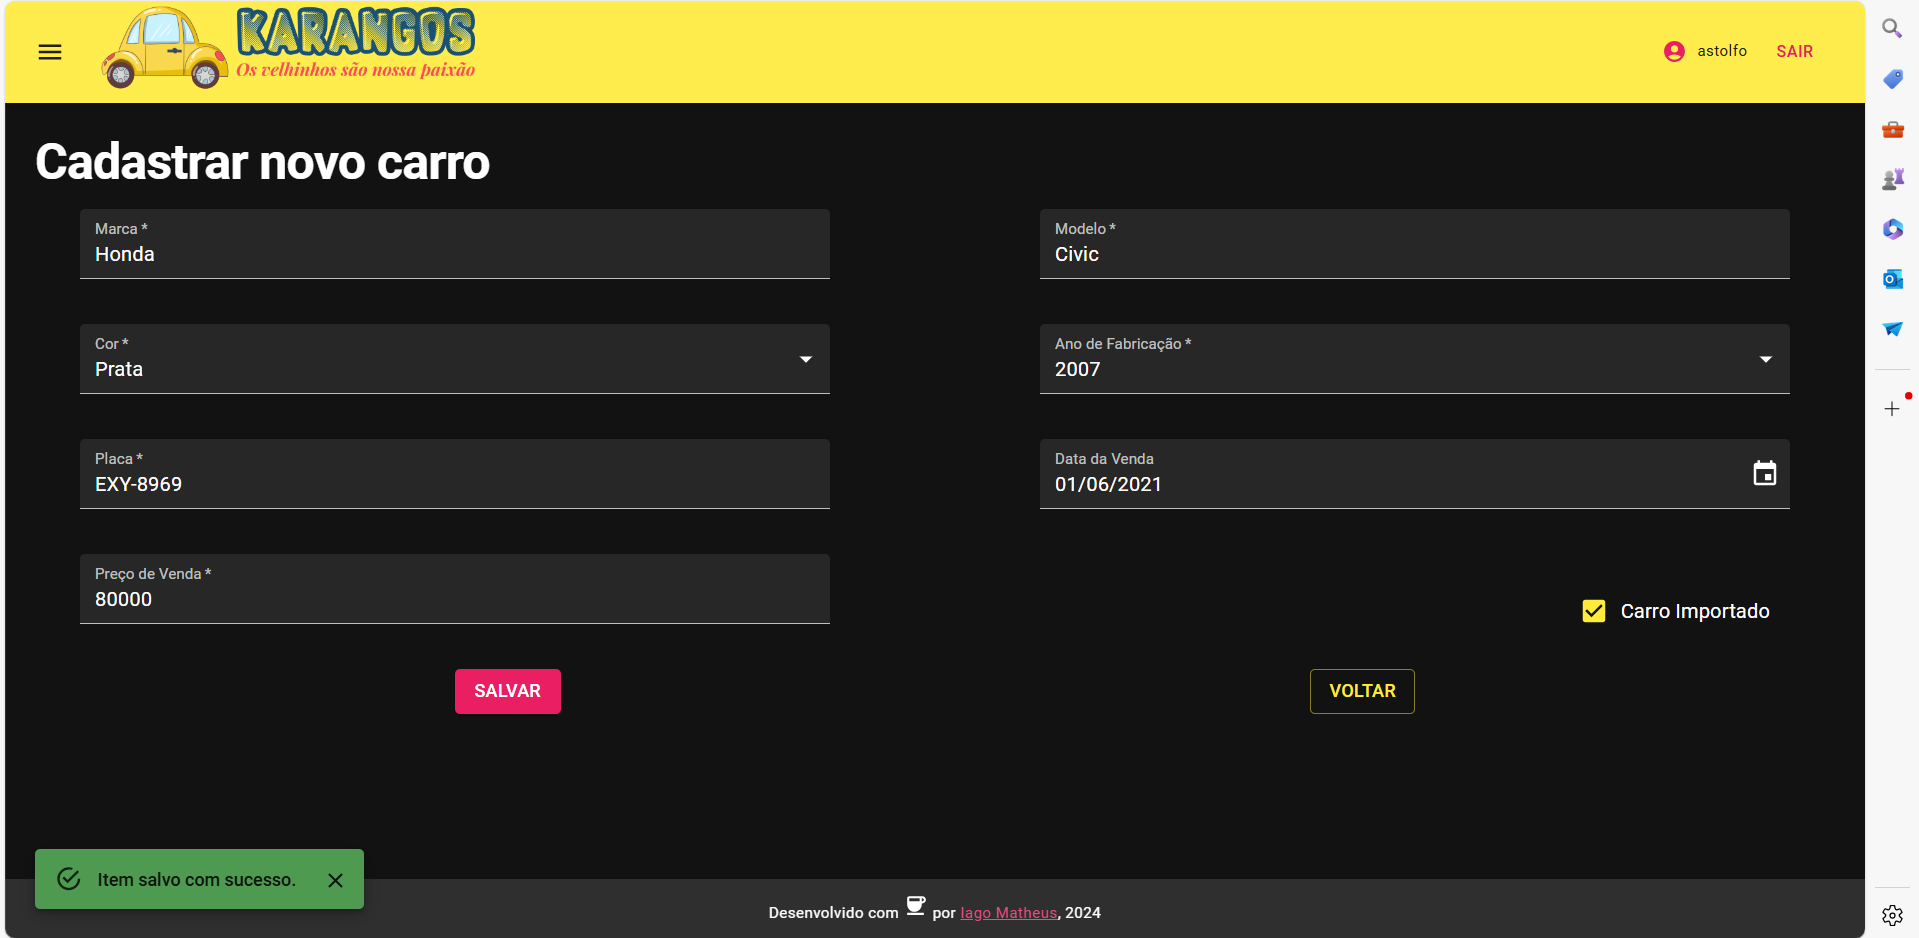 KARANGOS
Os velhinhos são nossa paixão
astolfo
SAIR
Cadastrar novo carro
Marca *
Honda
Modelo *
Civic
Cor *
Prata
Ano de Fabricação *
2007
Placa *
EXY-8969
Data da Venda
01/06/2021
Preço de Venda *
80000
Carro Importado
SALVAR
VOLTAR
Item salvo com sucesso.
Desenvolvido com por Iago Matheus, 2024